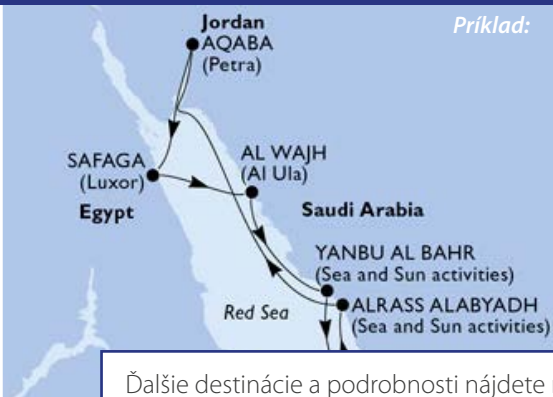 Príklad:
Jordan
AQABA
(Petra)
SAFAGA
(Luxor)
Egypt
AL WAJH
(Al Ula)
Saudi Arabia
YANBU AL BAHR
(Sea and Sun activities)
Red Sea
ALRASS ALABYADH
(Sea and Sun activities)
Ďalšie destinácie a podrobnosti nájdete